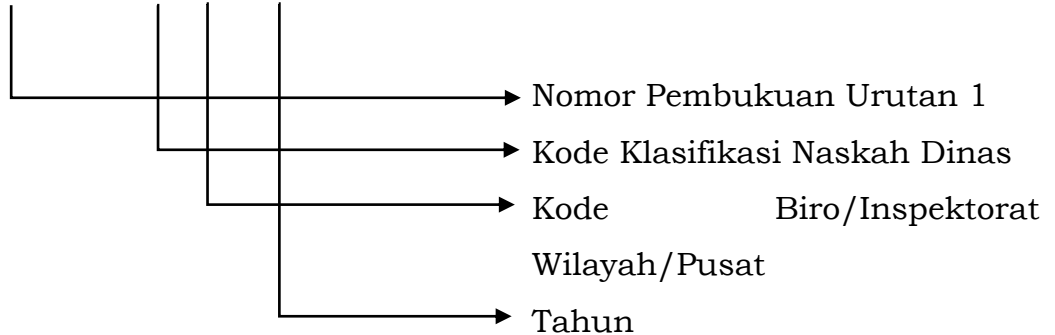 Nomor Pembukuan Urutan 1
Kode Klasifikasi Naskah Dinas
Kode Biro/Inspektorat
Wilayah/Pusat
Tahun